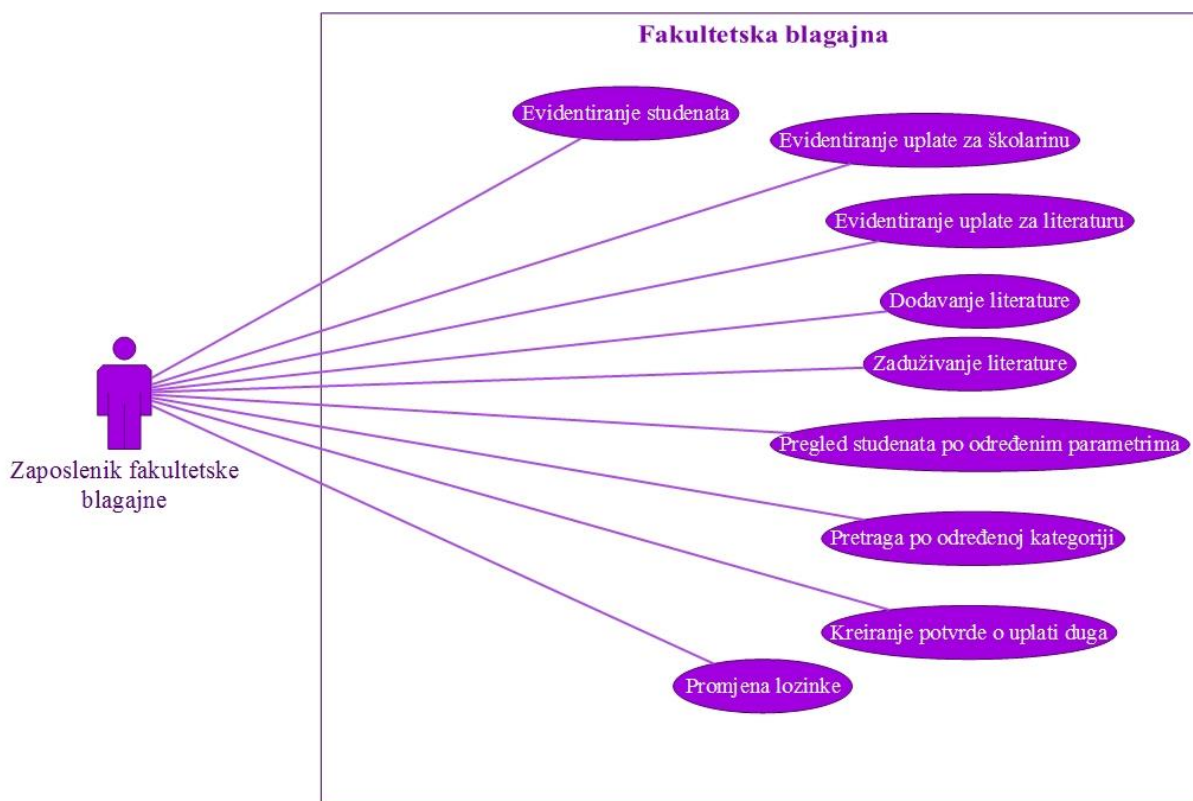 Fakultetska blagajna
Evidentiranje studenata
Evidentiranje uplate za školarinu
Evidentiranje uplate za literaturu
Dodavanje literature
Zaduživanje literature
Zaposlenik fakultetske
blagajne
Pregled studenata po određenim parametrima
Pretraga po određenoj kategoriji
Kreiranje potvrde o uplati duga
Promjena lozinke